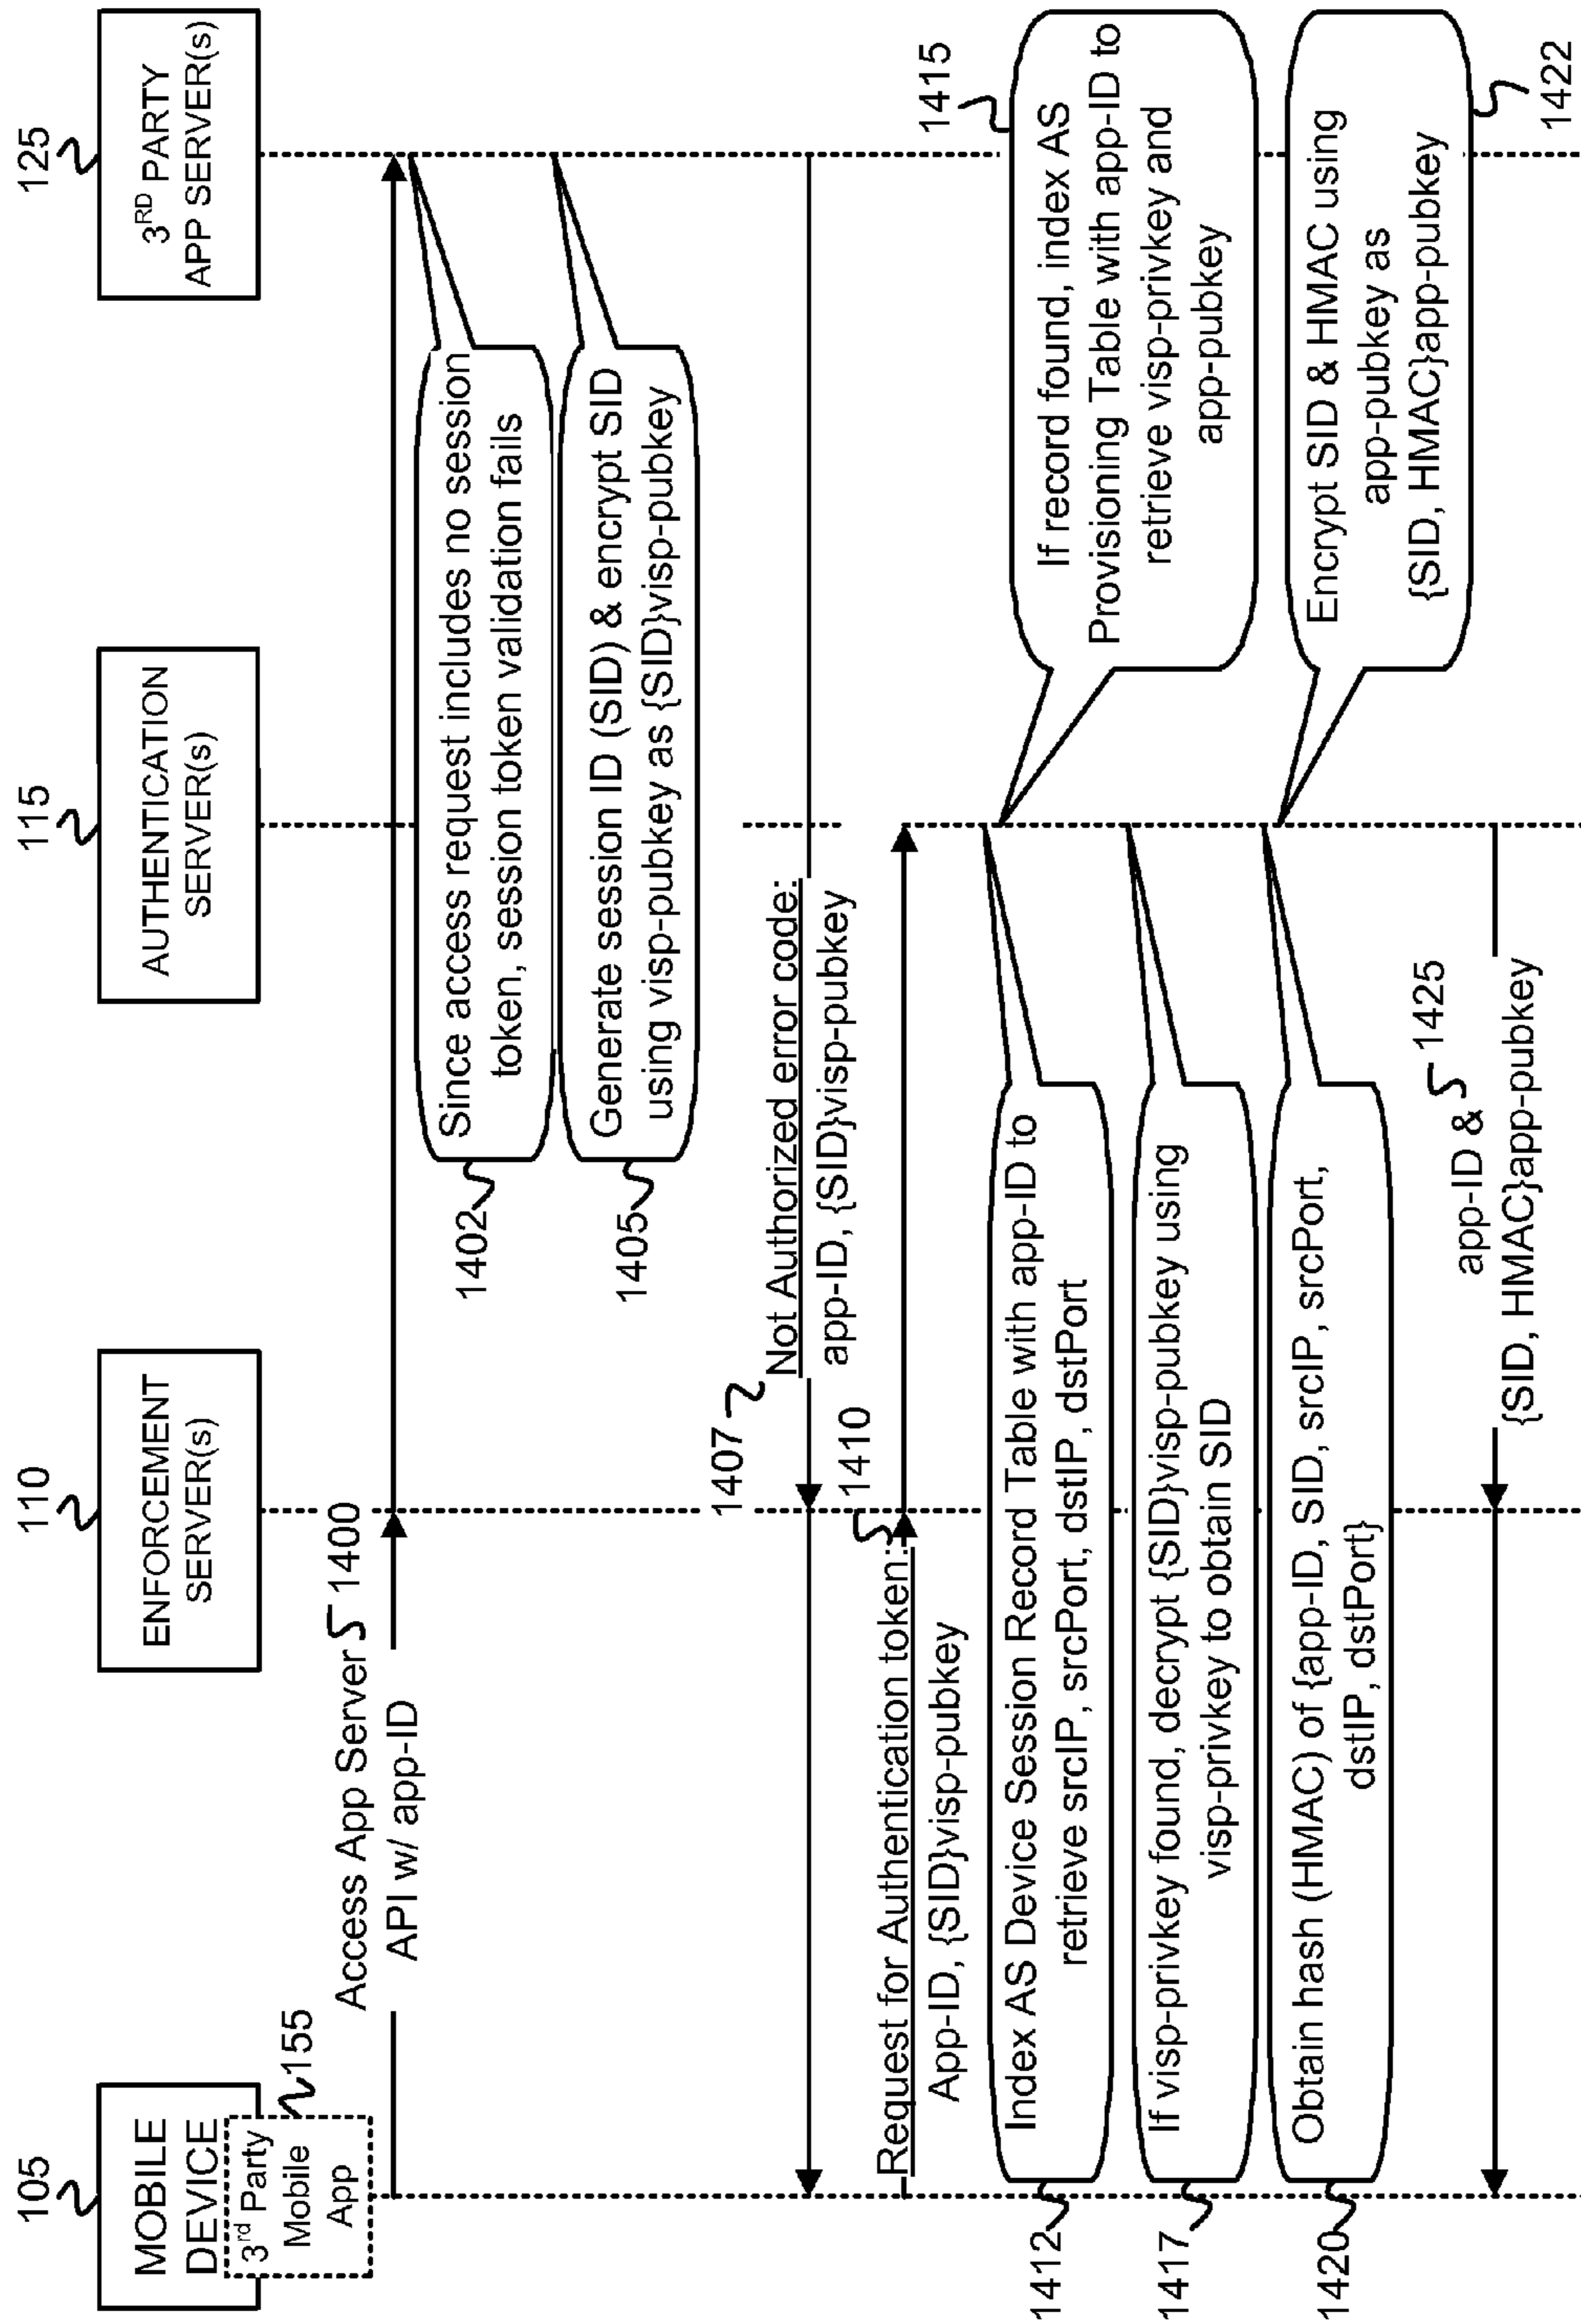 105
MOBILE
DEVICE
3rd Party
Mobile
App
155
110
ENFORCEMENT
SERVER(s)
115
AUTHENTICATION
SERVER(s)
125
3RD PARTY
APP SERVER(s)
Access App Server
API w/ app-ID
1400
Since access request includes no session
token, session token validation fails
1402
Generate session ID (SID) & encrypt SID
using visp-pubkey as {SID}visp-pubkey
1405
1407
Not Authorized error code:
app-ID, {SID}visp-pubkey
Request for Authentication token:
App-ID, {SID}visp-pubkey
1410
Index AS Device Session Record Table with app-ID to
retrieve srcIP, srcPort, dstIP, dstPort
1412
If record found, index AS
Provisioning Table with app-ID to
retrieve visp-privkey and
app-pubkey
1415
If visp-privkey found, decrypt {SID}visp-pubkey using
visp-privkey to obtain SID
1417
Obtain hash (HMAC) of {app-ID, SID, srcIP, srcPort,
dstIP, dstPort}
1420
Encrypt SID & HMAC using
app-pubkey as
{SID, HMAC}app-pubkey
1422
app-ID &
{SID, HMAC}app-pubkey
1425